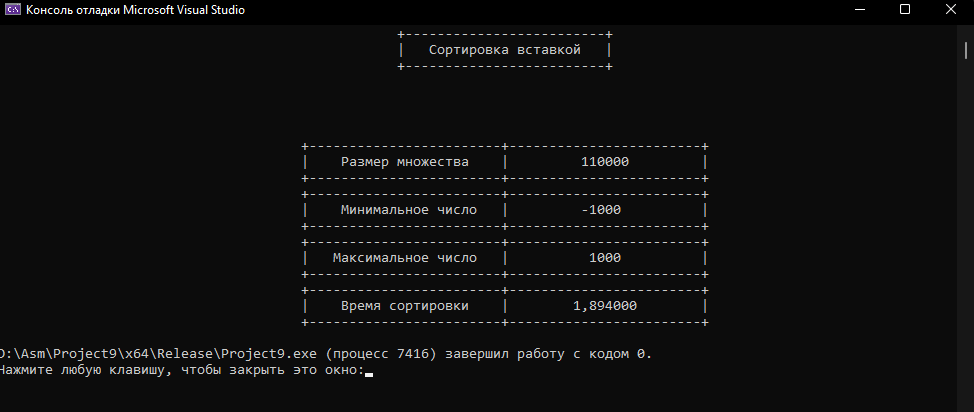 Консоль отладки Microsoft Visual Studio
Сортировка вставкой
Размер множества 110000
Минимальное число -1000
Максимальное число 1000
Время сортировки 1,894000
D:\Asm\Project9\x64\Release\Project9.exe (процесс 7416) завершил работу с кодом 0.
Нажмите любую клавишу, чтобы закрыть это окно: